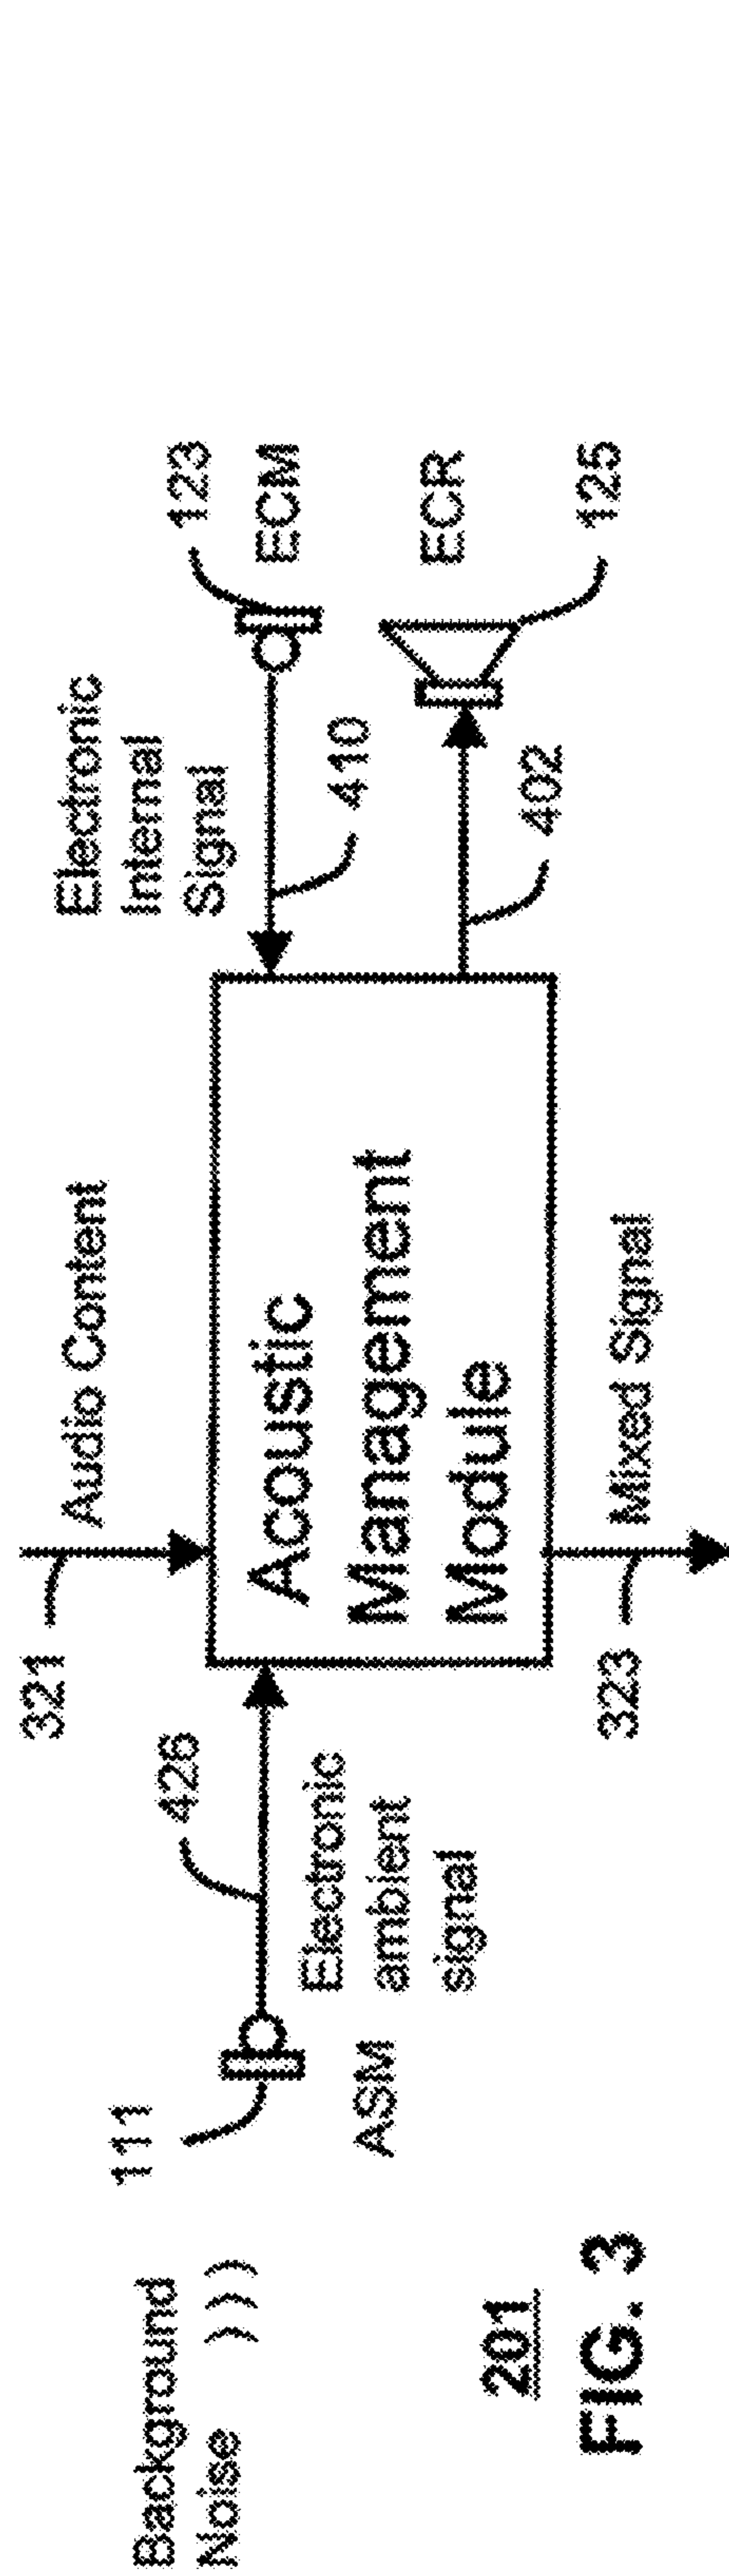 Background
Noise
)))
111
ASM
426
Electronic
ambient
signal
321
Audio Content
Acoustic
Management
Module
323
Mixed Signal
Electronic
Internal
Signal
410
402
123
ECM
ECR
125
201
FIG. 3